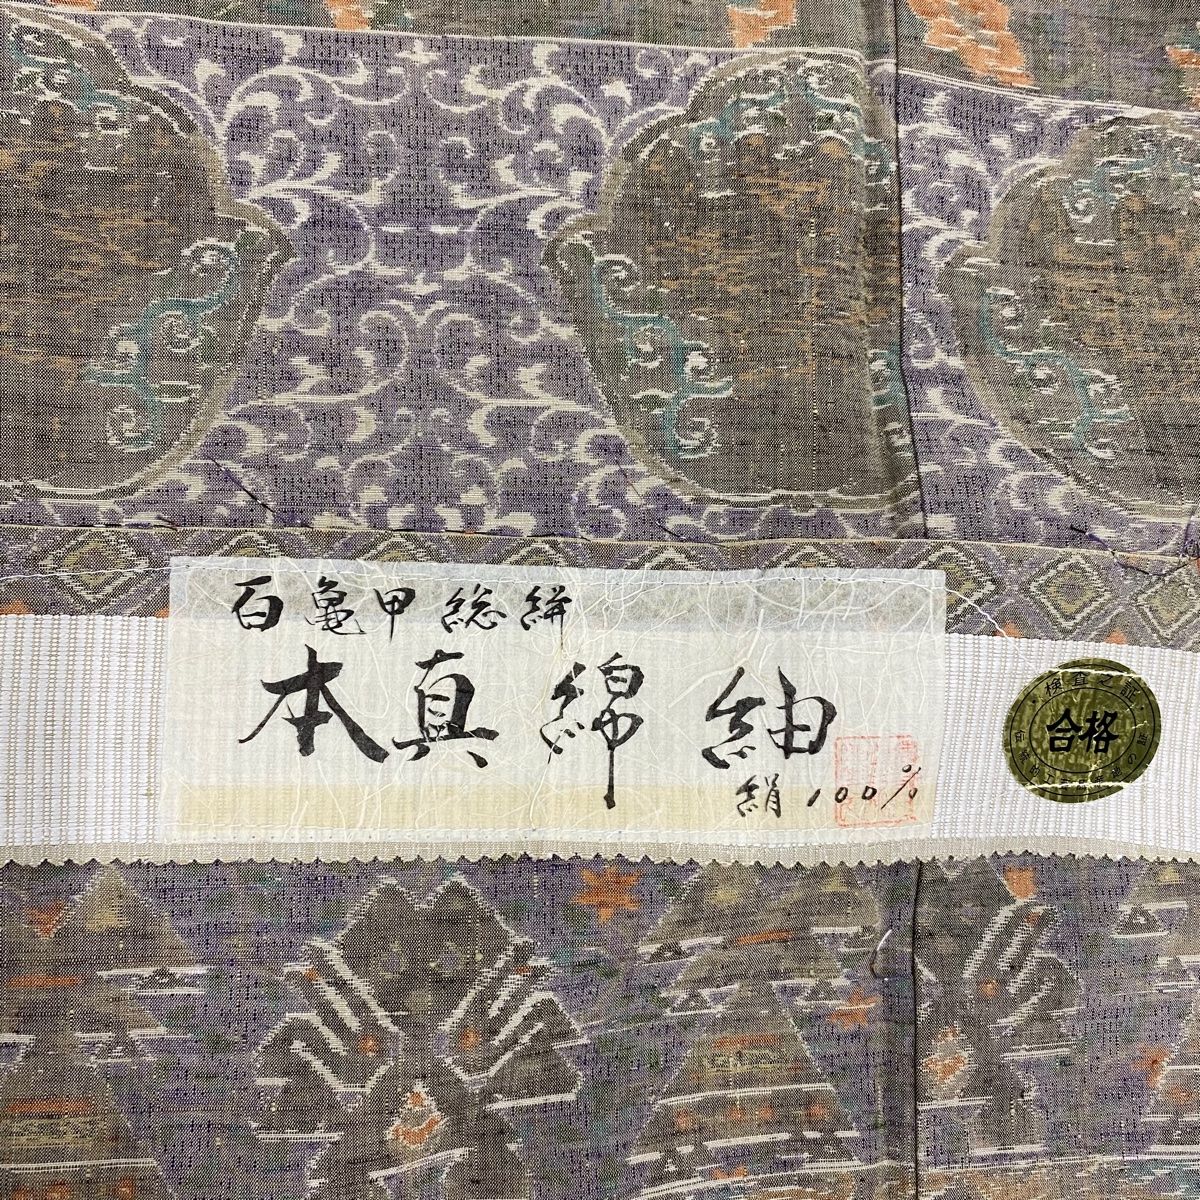 百亀甲総絣
本真綿紬
絹100%
検査之証
合格